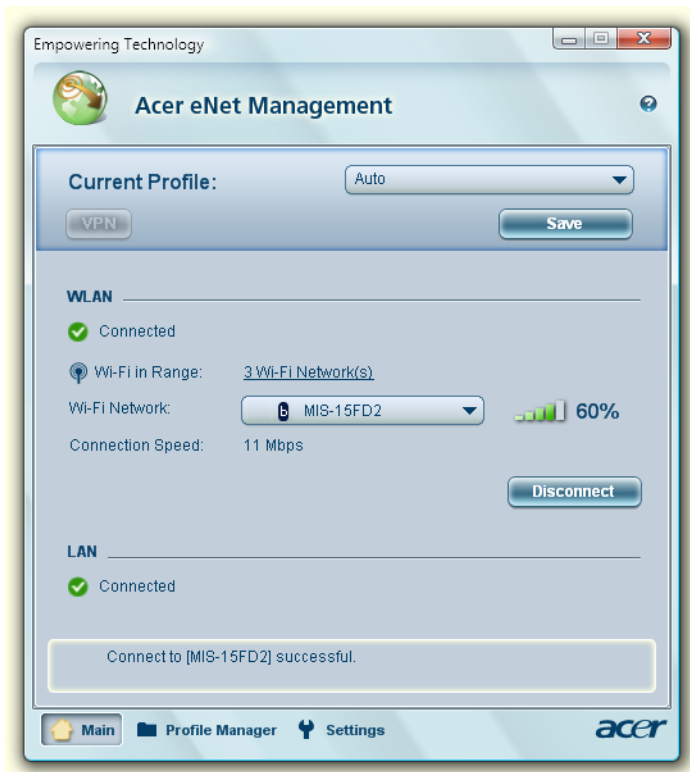 Empowering Technology
Acer eNet Management
Current Profile: Auto
VPN Save
WLAN
Connected
Wi-Fi in Range: 3 Wi-Fi Network(s)
Wi-Fi Network: b MIS-15FD2 60%
Connection Speed: 11 Mbps
Disconnect
LAN
Connected
Connect to [MIS-15FD2] successful.
Main Profile Manager Settings acer